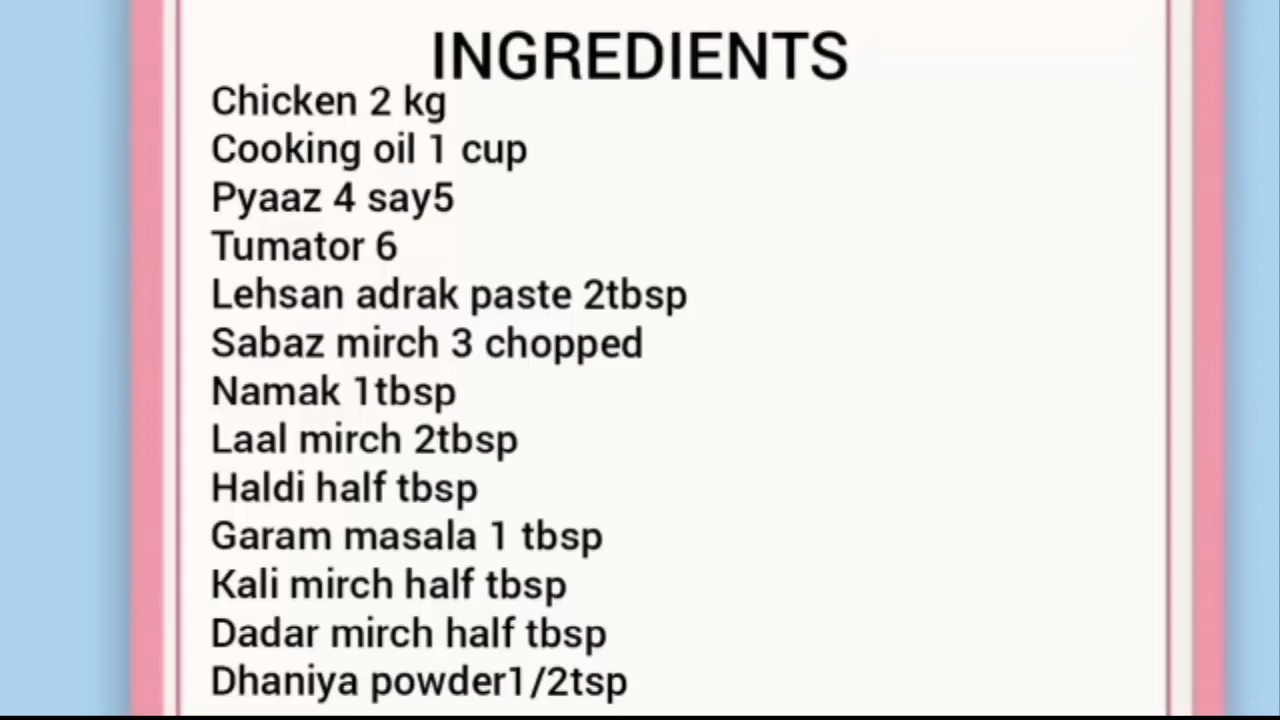 INGREDIENTS
Chicken 2 kg
Cooking oil 1 cup
Pyaaz 4 say5
Tumator 6
Lehsan adrak paste 2tbsp
Sabaz mirch 3 chopped
Namak 1tbsp
Laal mirch 2tbsp
Haldi half tbsp
Garam masala 1 tbsp
Kali mirch half tbsp
Dadar mirch half tbsp
Dhaniya powder1/2tsp